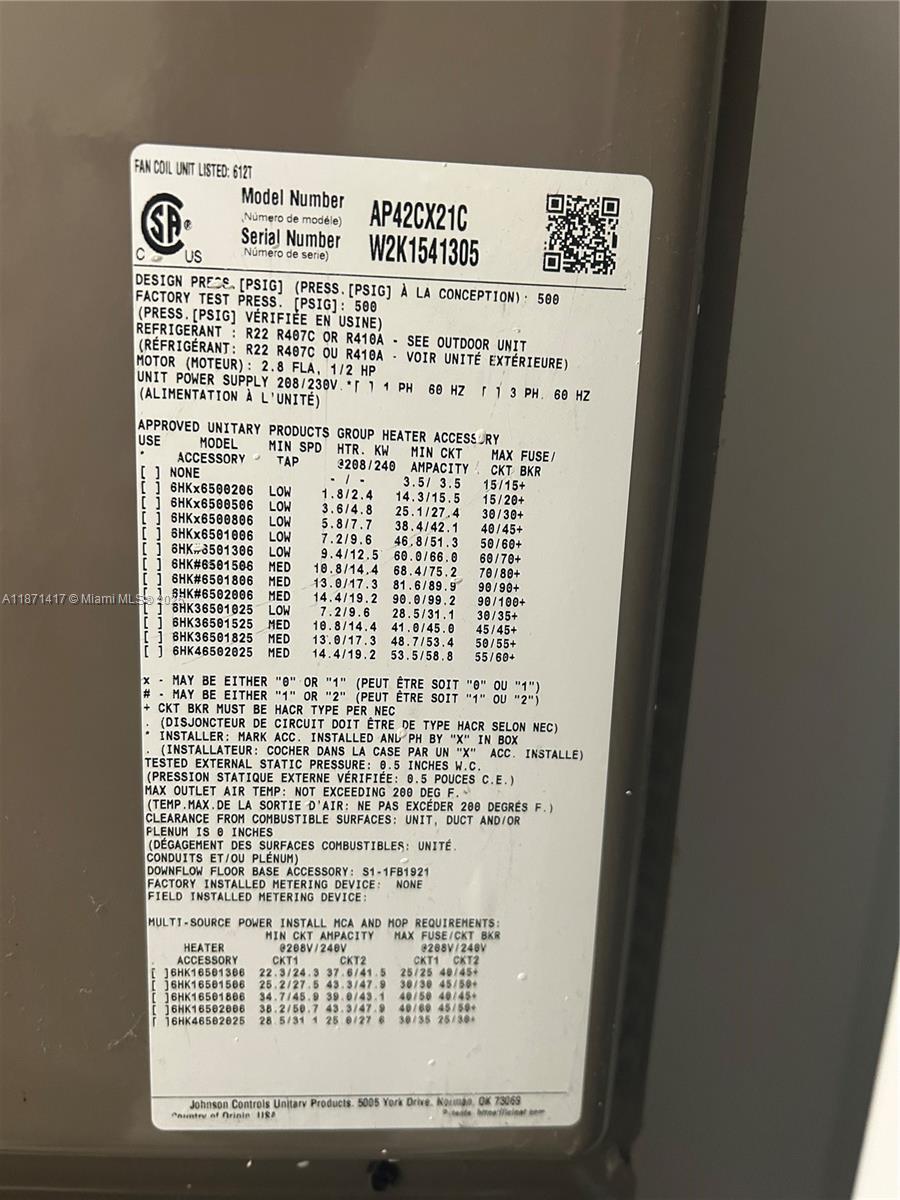 FAN COIL UNIT LISTED: 612T
Model Number AP42CX21C
(Número de modéle)
Serial Number W2K1541305
(Número de serie)
C US
DESIGN PRESS.[PSIG] (PRESS.[PSIG] À LA CONCEPTION): 500
FACTORY TEST PRESS. [PSIG]: 500
(PRESS.[PSIG] VÉRIFIÉE EN USINE)
REFRIGERANT : R22 R407C OR R410A - SEE OUTDOOR UNIT
(RÉFRIGÉRANT: R22 R407C OU R410A - VOIR UNITÉ EXTÉRIEURE)
MOTOR (MOTEUR): 2.8 FLA, 1/2 HP
UNIT POWER SUPPLY 208/230V.*[ ] 1 PH 60 HZ [ ] 3 PH. 60 HZ
(ALIMENTATION À L'UNITÉ)
APPROVED UNITARY PRODUCTS GROUP HEATER ACCESSORY
USE MODEL MIN SPD HTR. KW MIN CKT MAX FUSE/
* ACCESSORY TAP @208/240 AMPACITY CKT BKR
[ ] NONE - / - 3.5/ 3.5 15/15+
[ ] 6HKx6500206 LOW 1.8/2.4 14.3/15.5 15/20+
[ ] 6HKx6500506 LOW 3.6/4.8 25.1/27.4 30/30+
[ ] 6HKx6500806 LOW 5.8/7.7 38.4/42.1 40/45+
[ ] 6HKx6501006 LOW 7.2/9.6 46.8/51.3 50/60+
[ ] 6HK#6501306 LOW 9.4/12.5 60.0/66.0 60/70+
[ ] 6HK#6501506 MED 10.8/14.4 68.4/75.2 70/80+
[ ] 6HK#6501806 MED 13.0/17.3 81.6/89.9 90/90+
[ ] 6HK#6502006 MED 14.4/19.2 90.0/99.2 90/100+
[ ] 6HK36501025 LOW 7.2/9.6 28.5/31.1 30/35+
[ ] 6HK36501525 MED 10.8/14.4 41.0/45.0 45/45+
[ ] 6HK36501825 MED 13.0/17.3 48.7/53.4 50/55+
[ ] 6HK46502025 MED 14.4/19.2 53.5/58.8 55/60+
x - MAY BE EITHER "0" OR "1" (PEUT ÊTRE SOIT "0" OU "1")
# - MAY BE EITHER "1" OR "2" (PEUT ÊTRE SOIT "1" OU "2")
+ CKT BKR MUST BE HACR TYPE PER NEC
. (DISJONCTEUR DE CIRCUIT DOIT ÊTRE DE TYPE HACR SELON NEC)
* INSTALLER: MARK ACC. INSTALLED AND PH BY "X" IN BOX
. (INSTALLATEUR: COCHER DANS LA CASE PAR UN "X" ACC. INSTALLE)
TESTED EXTERNAL STATIC PRESSURE: 0.5 INCHES W.C.
(PRESSION STATIQUE EXTERNE VÉRIFIÉE: 0.5 POUCES C.E.)
MAX OUTLET AIR TEMP: NOT EXCEEDING 200 DEG F.
(TEMP.MAX.DE LA SORTIE D'AIR: NE PAS EXCÉDER 200 DEGRÉS F.)
CLEARANCE FROM COMBUSTIBLE SURFACES: UNIT, DUCT AND/OR
PLENUM IS 0 INCHES
(DÉGAGEMENT DES SURFACES COMBUSTIBLES: UNITÉ.
CONDUITS ET/OU PLÉNUM)
DOWNFLOW FLOOR BASE ACCESSORY: S1-1FB1921
FACTORY INSTALLED METERING DEVICE: NONE
FIELD INSTALLED METERING DEVICE:
MULTI-SOURCE POWER INSTALL MCA AND MOP REQUIREMENTS:
MIN CKT AMPACITY MAX FUSE/CKT BKR
HEATER @208V/240V @208V/240V
ACCESSORY CKT1 CKT2 CKT1 CKT2
[ ]6HK16501306 22.3/24.3 37.6/41.5 25/25 40/45+
[ ]6HK16501506 25.2/27.5 43.3/47.9 30/30 45/50+
[ ]6HK16501806 34.7/45.9 39.0/43.1 40/50 40/45+
[ ]6HK16502006 38.2/50.7 43.3/47.9 40/60 45/50+
[ ]6HK46502025 28.5/31.1 25.0/27.6 30/35 25/30+
Johnson Controls Unitary Products. 5005 York Drive. Norman, OK 73069
Country of Origin USA
A11871417 © Miami MLS